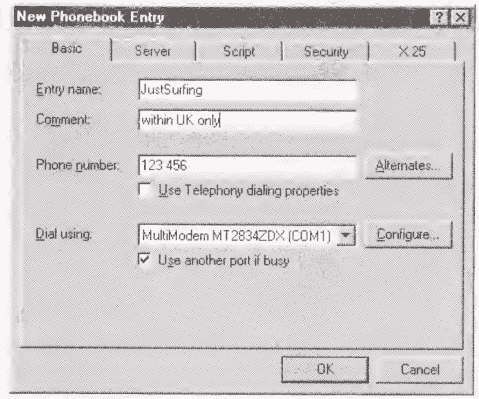 New Phonebook Entry ? X
Basic Server Script Security X.25
Entry name: JustSurfing
Comment: within UK only
Phone number: 123 456 Alternates...
Use Telephony dialing properties
Dial using: MultiModem MT2834ZDX (COM1) Configure...
Use another port if busy
OK Cancel